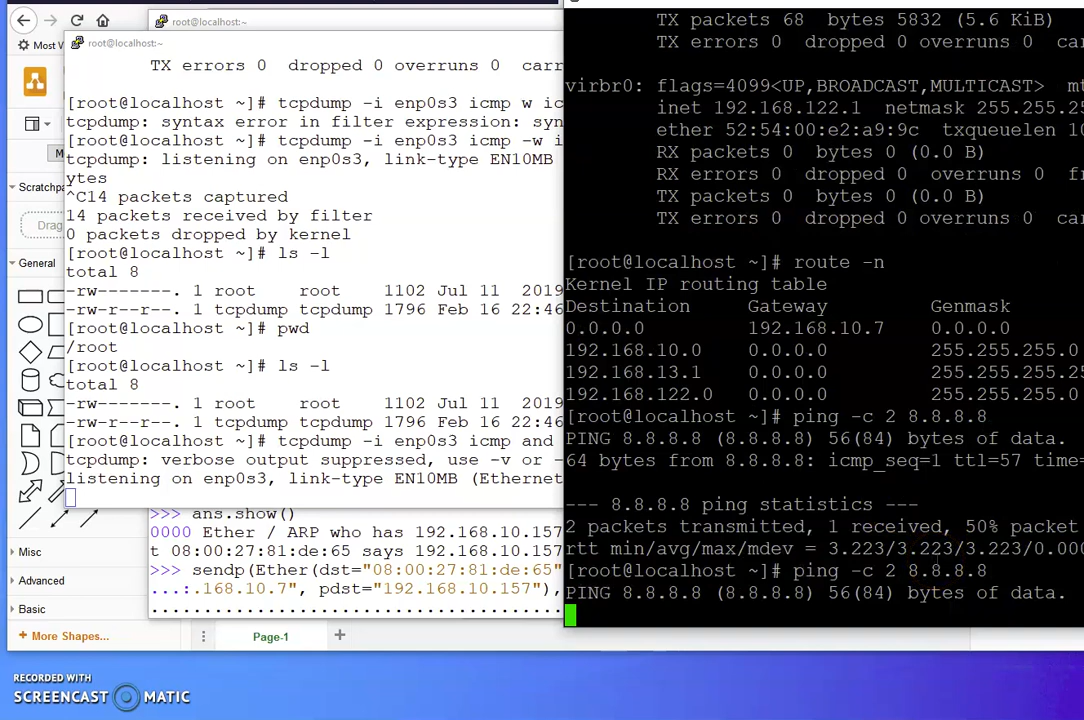 Most V
Scratchpa
Drag
General
Misc
Advanced
Basic
+ More Shapes...
root@localhost:~
root@localhost:~
TX errors 0 dropped 0 overruns 0 carr
[root@localhost ~]# tcpdump -i enp0s3 icmp w ic
tcpdump: syntax error in filter expression: syn
[root@localhost ~]# tcpdump -i enp0s3 icmp -w i
tcpdump: listening on enp0s3, link-type EN10MB
ytes
^C14 packets captured
14 packets received by filter
0 packets dropped by kernel
[root@localhost ~]# ls -l
total 8
-rw-------. 1 root root 1102 Jul 11 2019
-rw-r--r--. 1 tcpdump tcpdump 1796 Feb 16 22:46
[root@localhost ~]# pwd
/root
[root@localhost ~]# ls -l
total 8
-rw-------. 1 root root 1102 Jul 11 2019
-rw-r--r--. 1 tcpdump tcpdump 1796 Feb 16 22:46
[root@localhost ~]# tcpdump -i enp0s3 icmp and
tcpdump: verbose output suppressed, use -v or -
listening on enp0s3, link-type EN10MB (Ethernet
ans.show()
0000 Ether / ARP who has 192.168.10.157
t 08:00:27:81:de:65 says 192.168.10.157
>>> sendp(Ether(dst="08:00:27:81:de:65"
...:.168.10.7", pdst="192.168.10.157"),
Page-1
TX packets 68 bytes 5832 (5.6 KiB)
TX errors 0 dropped 0 overruns 0 car
virbr0: flags=4099<UP,BROADCAST,MULTICAST> mt
inet 192.168.122.1 netmask 255.255.25
ether 52:54:00:e2:a9:9c txqueuelen 10
RX packets 0 bytes 0 (0.0 B)
RX errors 0 dropped 0 overruns 0 fr
TX packets 0 bytes 0 (0.0 B)
TX errors 0 dropped 0 overruns 0 car
[root@localhost ~]# route -n
Kernel IP routing table
Destination Gateway Genmask
0.0.0.0 192.168.10.7 0.0.0.0
192.168.10.0 0.0.0.0 255.255.255.0
192.168.13.1 0.0.0.0 255.255.255.25
192.168.122.0 0.0.0.0 255.255.255.0
[root@localhost ~]# ping -c 2 8.8.8.8
PING 8.8.8.8 (8.8.8.8) 56(84) bytes of data.
64 bytes from 8.8.8.8: icmp_seq=1 ttl=57 time=
--- 8.8.8.8 ping statistics ---
2 packets transmitted, 1 received, 50% packet
rtt min/avg/max/mdev = 3.223/3.223/3.223/0.000
[root@localhost ~]# ping -c 2 8.8.8.8
PING 8.8.8.8 (8.8.8.8) 56(84) bytes of data.
RECORDED WITH
SCREENCAST MATIC